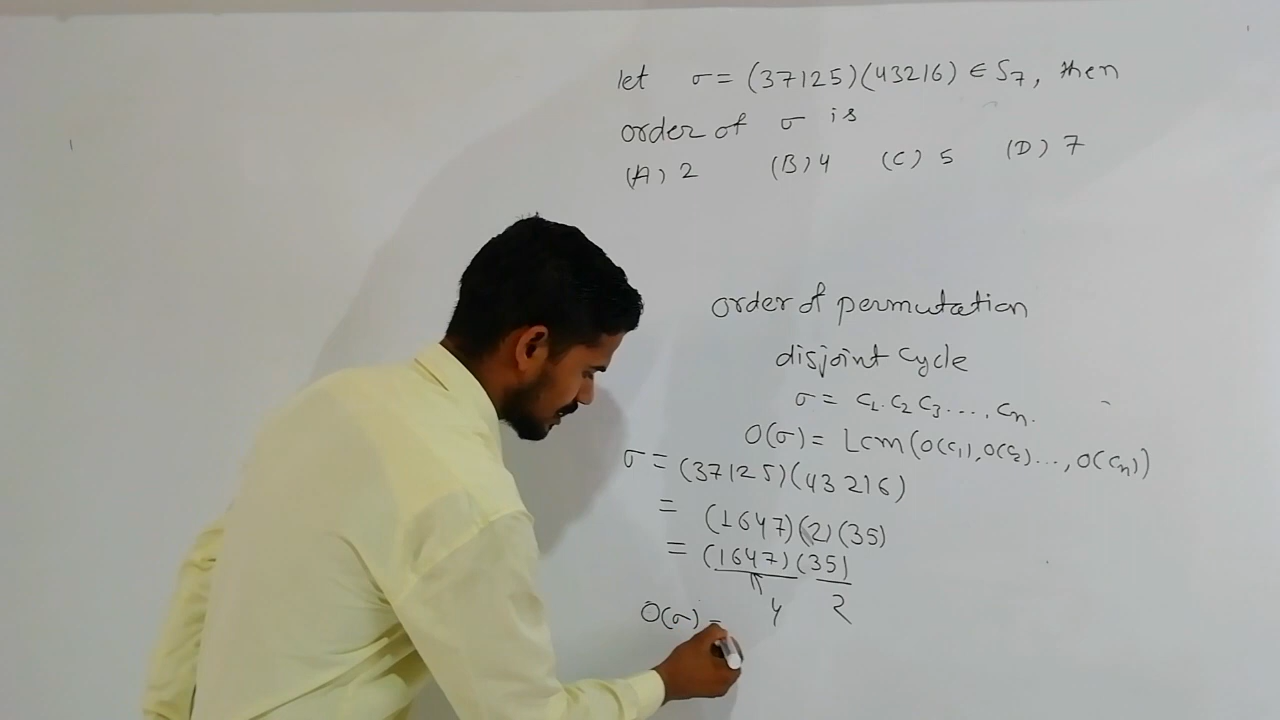 let σ = (37125)(43216) ∈ S₇, then
order of σ is
(A) 2 (B) 4 (C) 5 (D) 7
order of permutation
disjoint cycle
σ = C₁. C₂ C₃ ...., Cₙ.
O(σ) = Lcm(O(C₁), O(C₂)..., O(Cₙ))
σ = (37125)(43216)
= (1647)(2)(35)
= (1647)(35)
4 2
O(σ) =